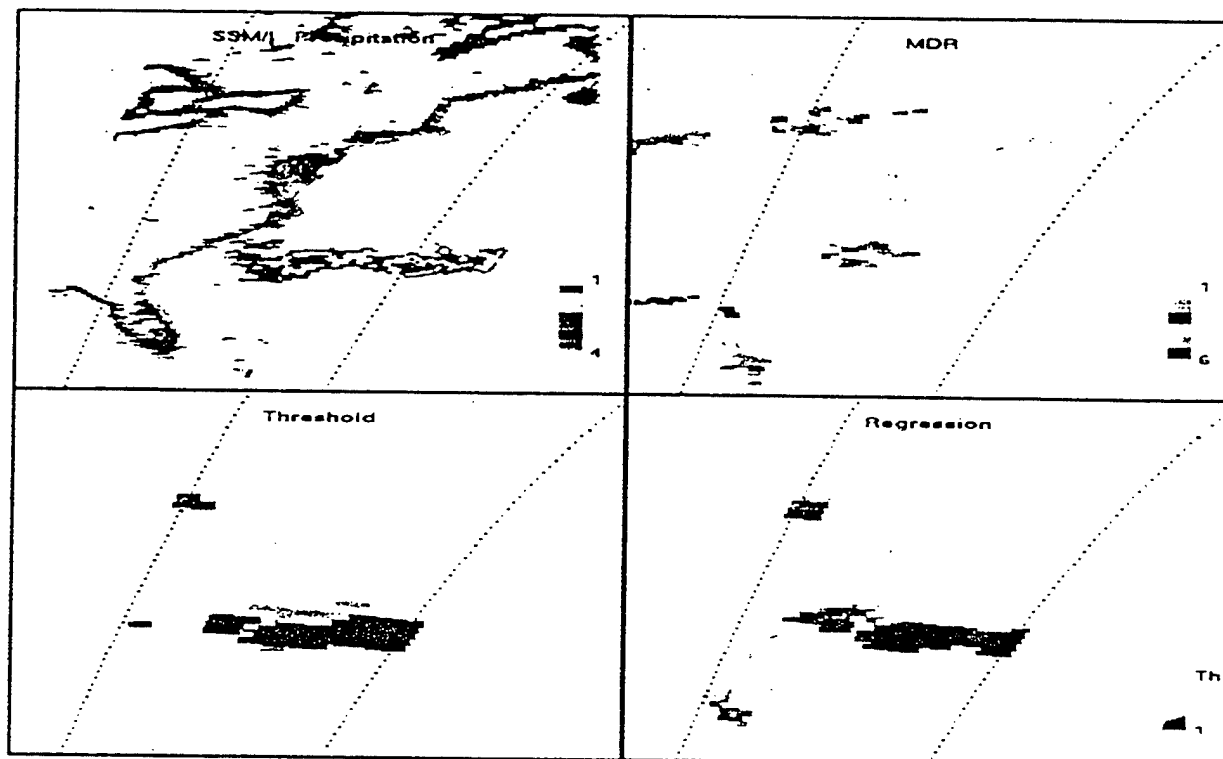 SSM/I Precipitation
1
4
MDR
1
6
Threshold
Regression
Th
1